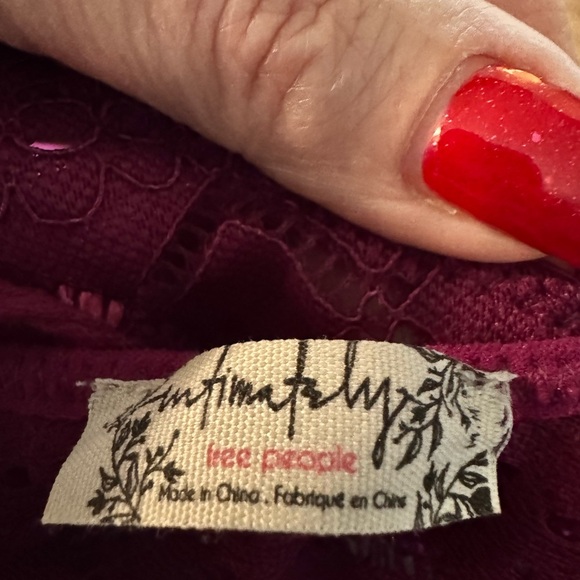 intimately
free people
Made in China . Fabriqué en Chine